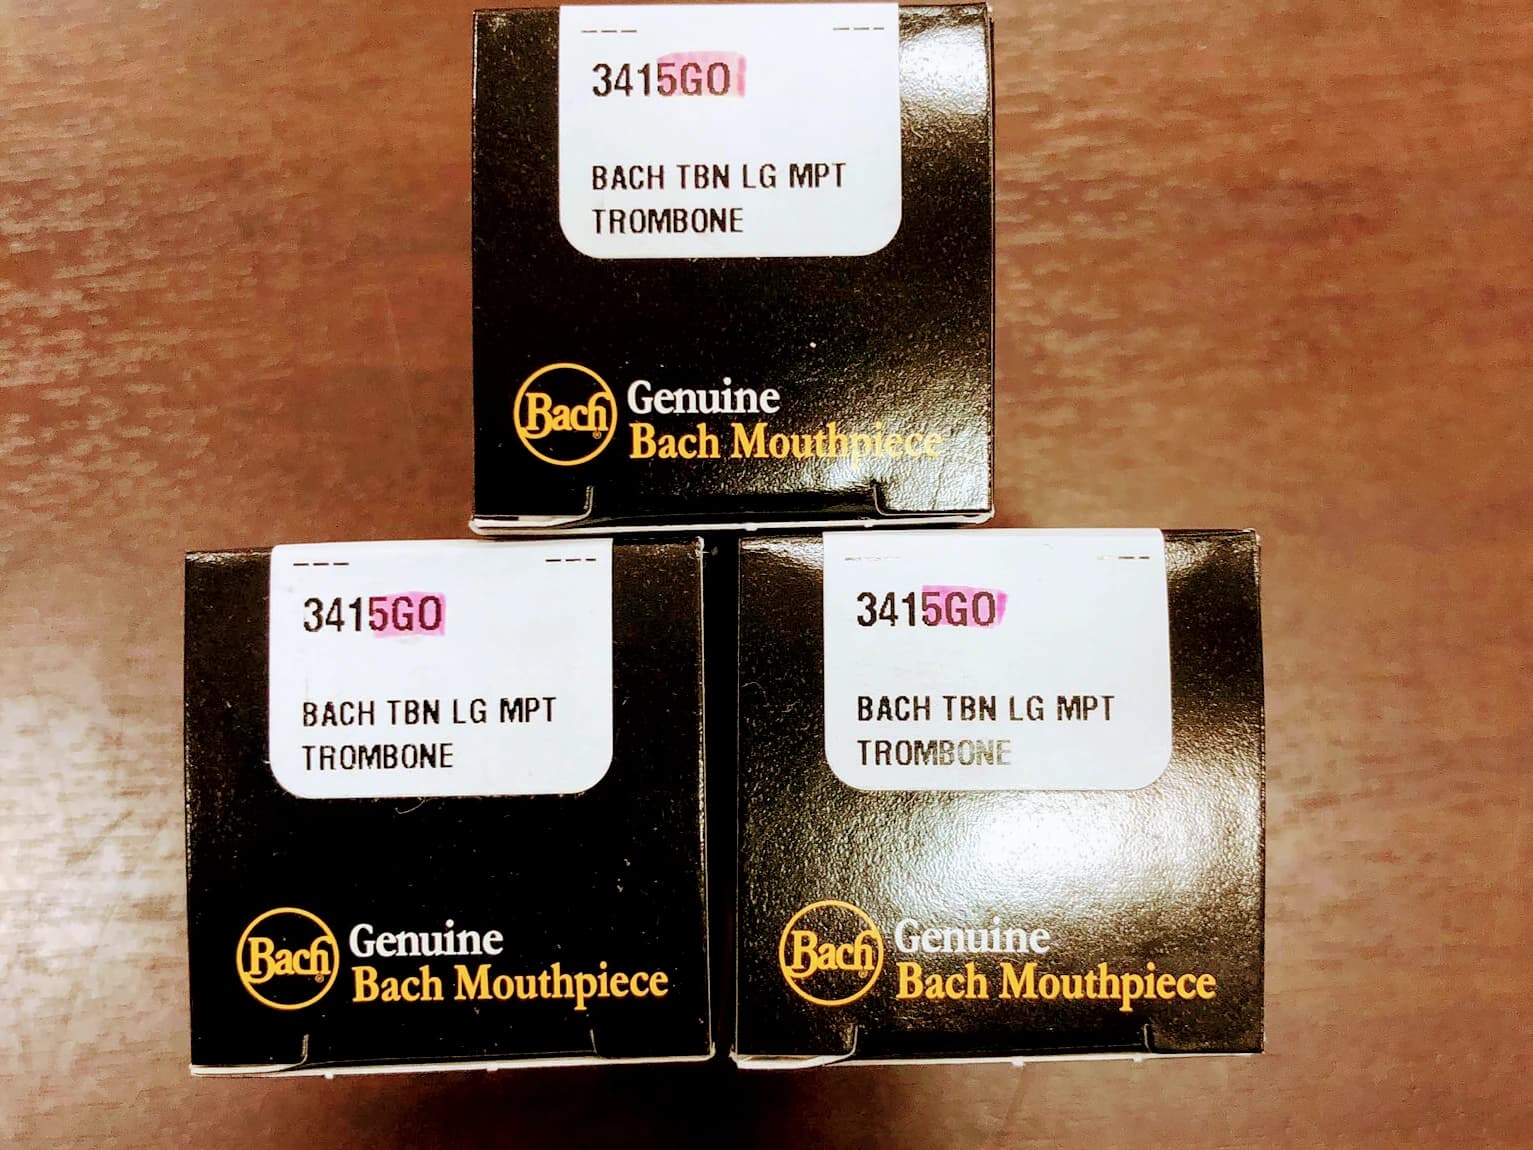 3415GO
BACH TBN LG MPT
TROMBONE
Bach® Genuine
Bach Mouthpiece
3415GO
BACH TBN LG MPT
TROMBONE
Bach® Genuine
Bach Mouthpiece
3415GO
BACH TBN LG MPT
TROMBONE
Bach® Genuine
Bach Mouthpiece